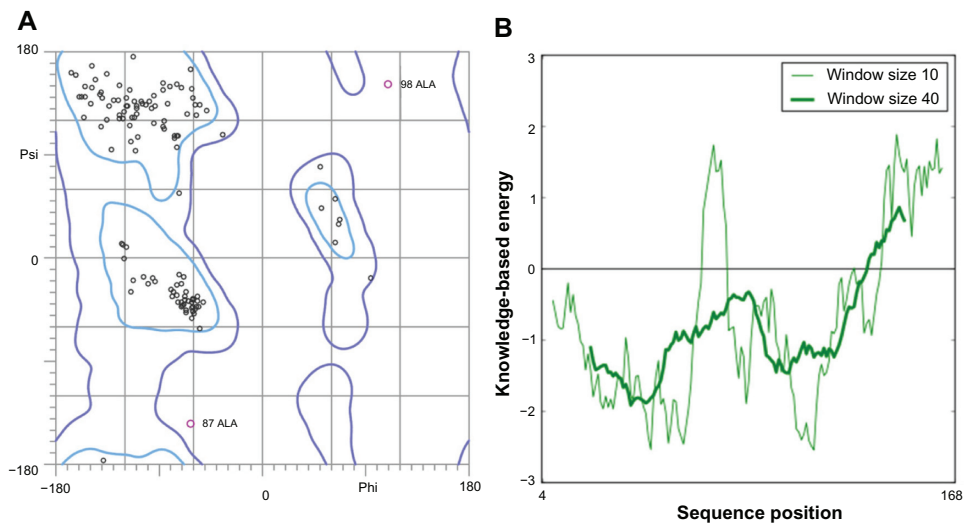 A
180
Psi
0
−180
−180
0
Phi
180
98 ALA
87 ALA
B
3
2
1
0
−1
−2
−3
4
168
Knowledge-based energy
Sequence position
Window size 10
Window size 40